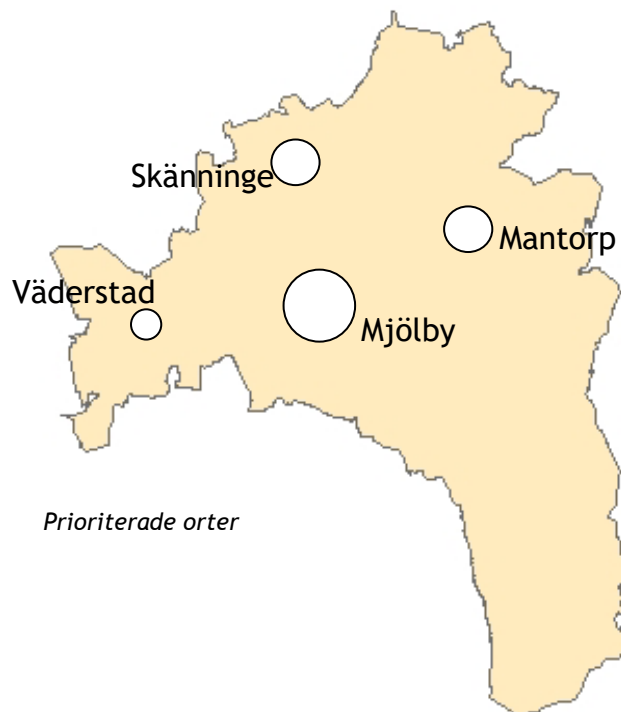 Skänninge
Mantorp
Väderstad
Mjölby
Prioriterade orter